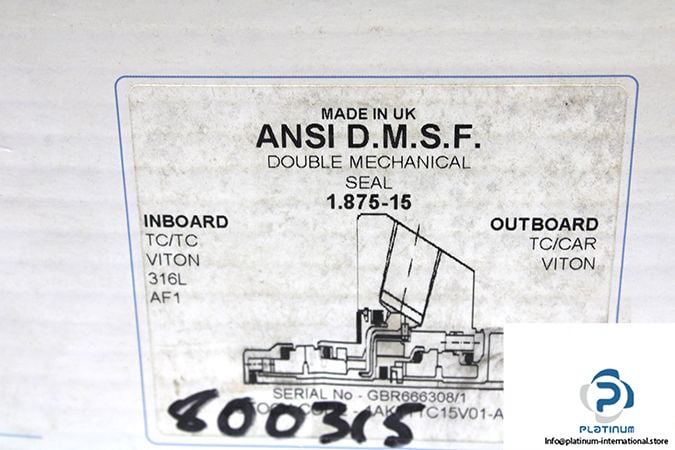 MADE IN UK
ANSI D.M.S.F.
DOUBLE MECHANICAL
SEAL
1.875-15
INBOARD
TC/TC
VITON
316L
AF1
OUTBOARD
TC/CAR
VITON
SERIAL No - GBR666308/1
800315
PLATINUM
Info@platinum-international.store